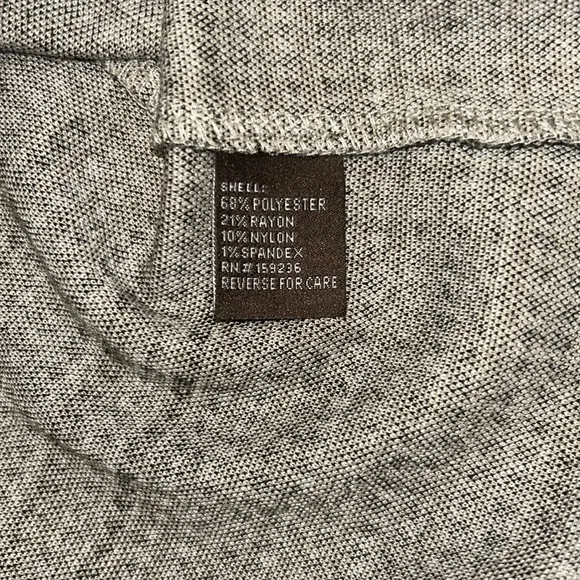 SHELL:
68% POLYESTER
21% RAYON
10% NYLON
1% SPANDEX
RN# 159236
REVERSE FOR CARE